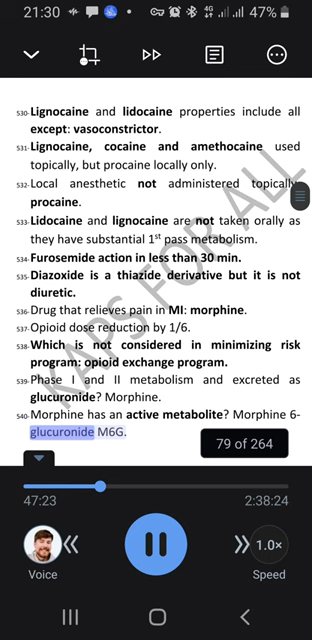 21:30
4G
47%
530- Lignocaine and lidocaine properties include all
except: vasoconstrictor.
531- Lignocaine, cocaine and amethocaine used
topically, but procaine locally only.
532- Local anesthetic not administered topically,
procaine.
533- Lidocaine and lignocaine are not taken orally as
they have substantial 1st pass metabolism.
534- Furosemide action in less than 30 min.
535- Diazoxide is a thiazide derivative but it is not
diuretic.
536- Drug that relieves pain in MI: morphine.
537- Opioid dose reduction by 1/6.
538- Which is not considered in minimizing risk
program: opioid exchange program.
539- Phase I and II metabolism and excreted as
glucuronide? Morphine.
540- Morphine has an active metabolite? Morphine 6-
glucuronide M6G.
KAPS FOR ALL
79 of 264
47:23
2:38:24
1.0×
Voice
Speed